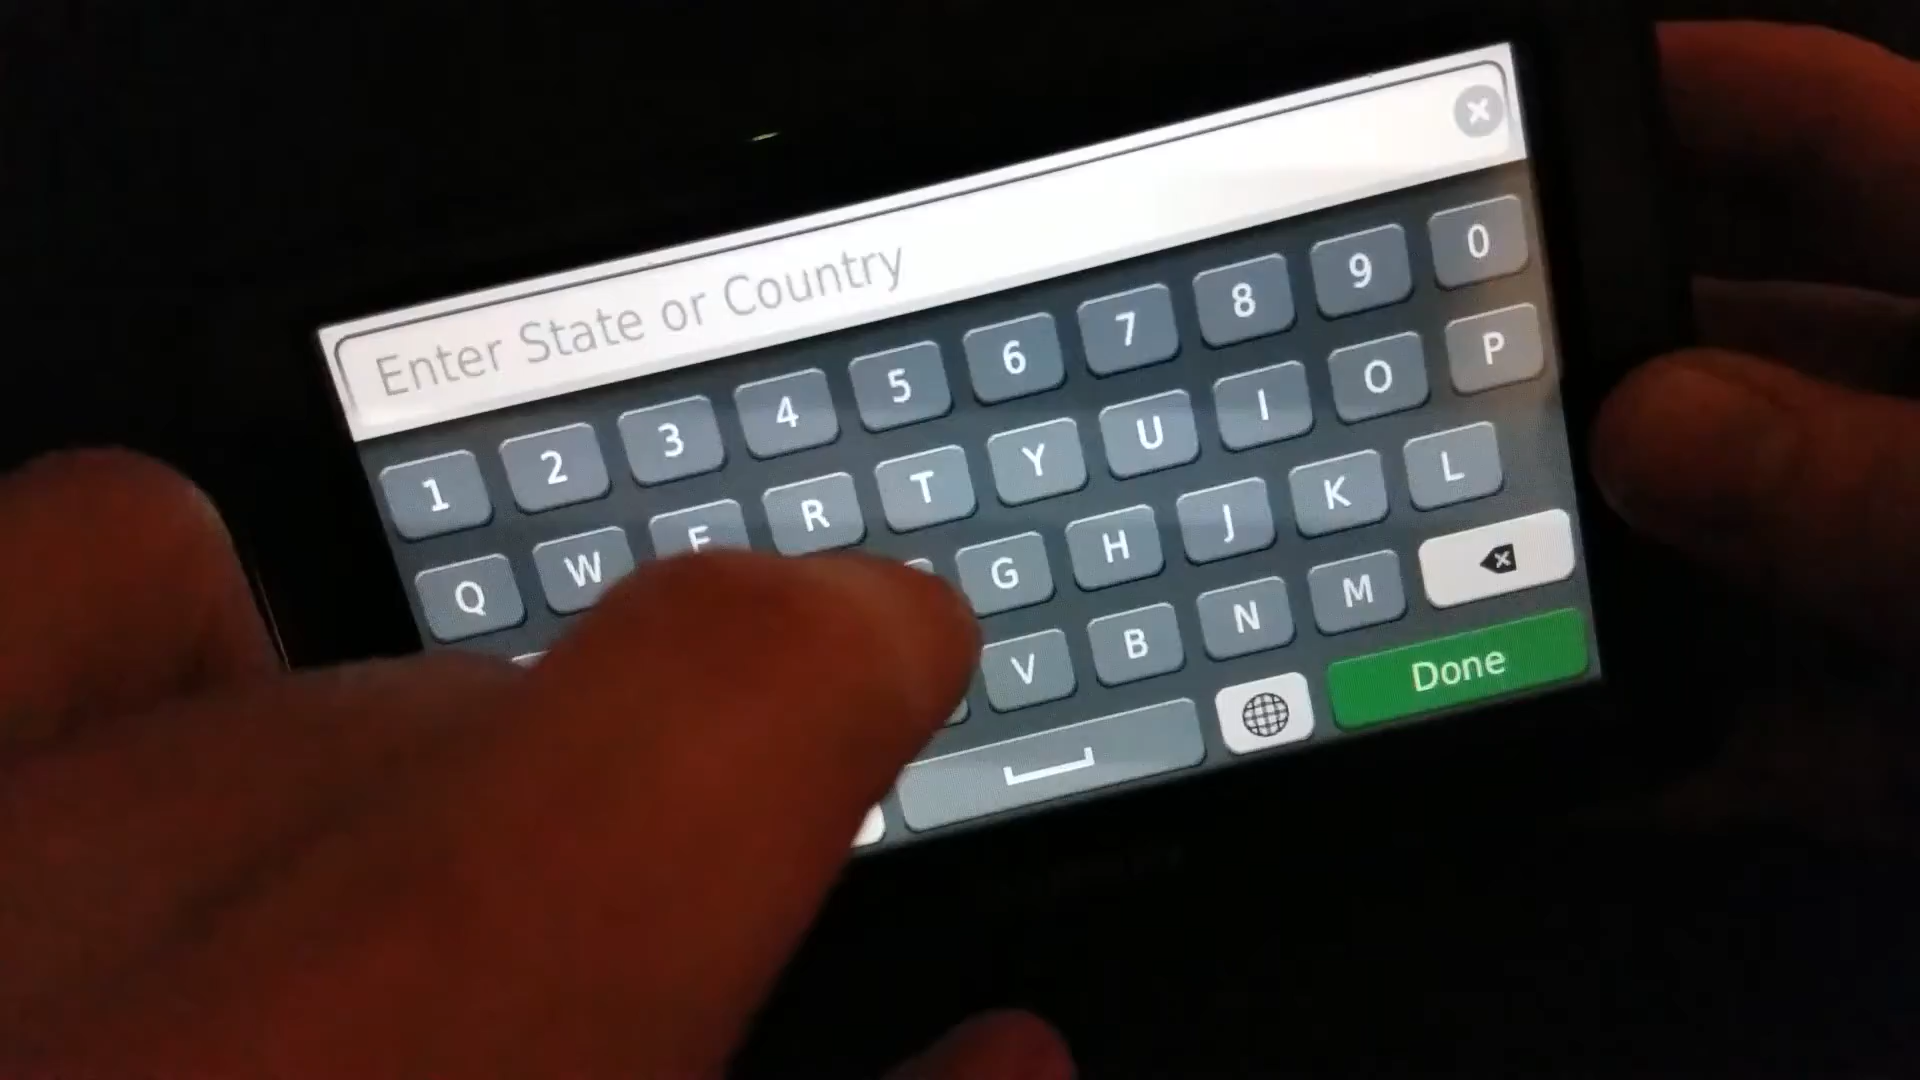 Enter State or Country
1 2 3 4 5 6 7 8 9 0
Q W E R T Y U I O P
G H J K L
V B N M
Done